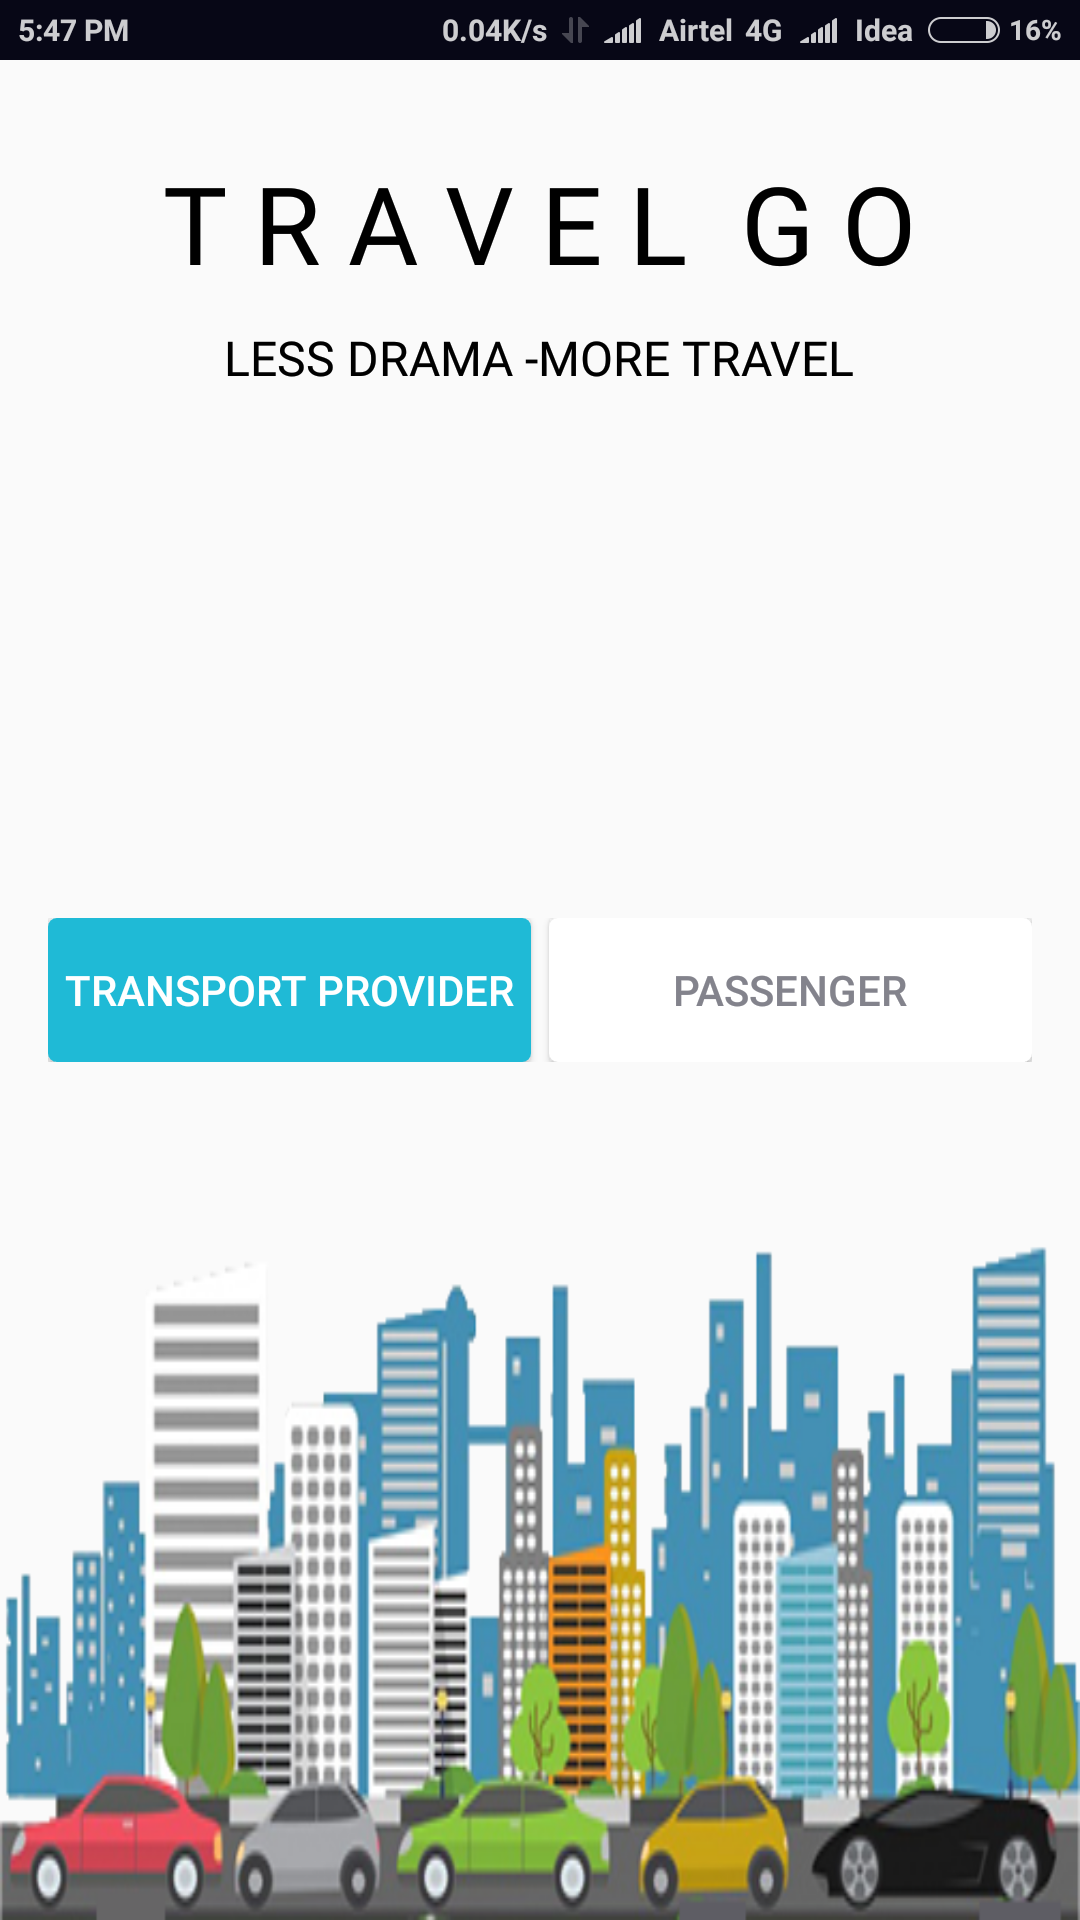 5:47 PM 0.04K/s Airtel 4G Idea 16%
TRAVEL GO
LESS DRAMA -MORE TRAVEL
TRANSPORT PROVIDER PASSENGER